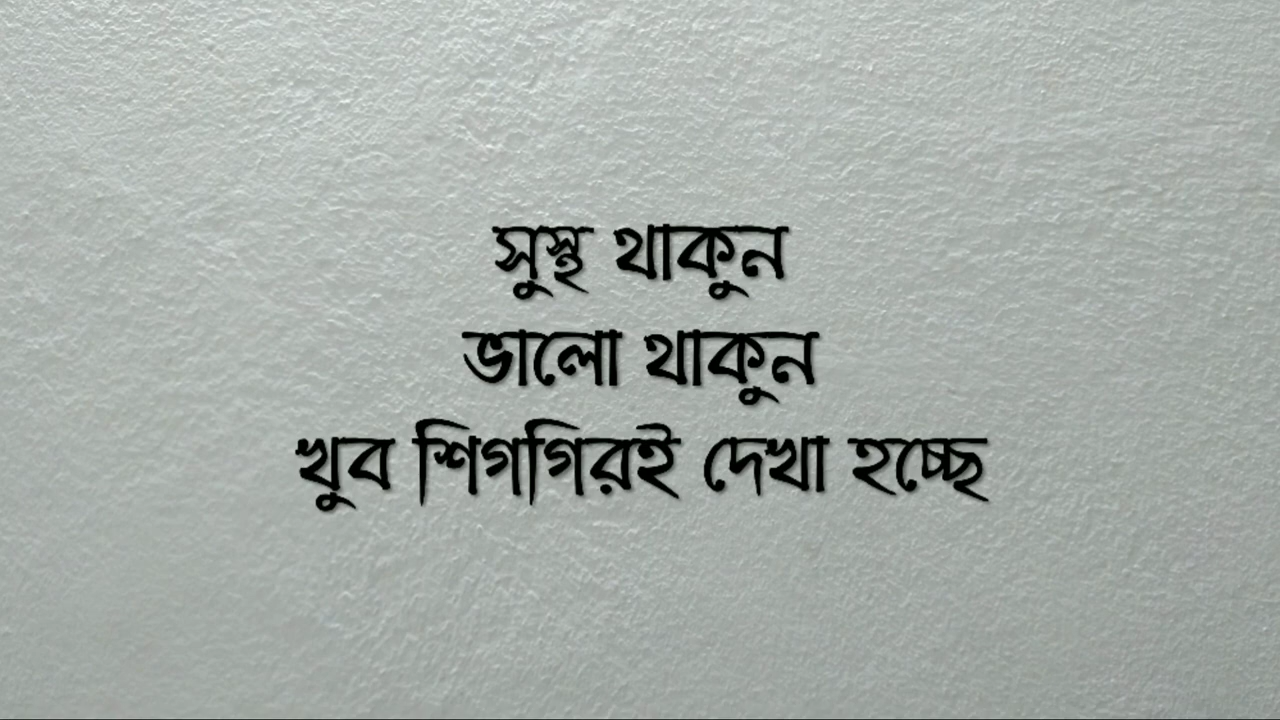 সুস্থ থাকুন
ভালো থাকুন
খুব শিগগিরই দেখা হচ্ছে